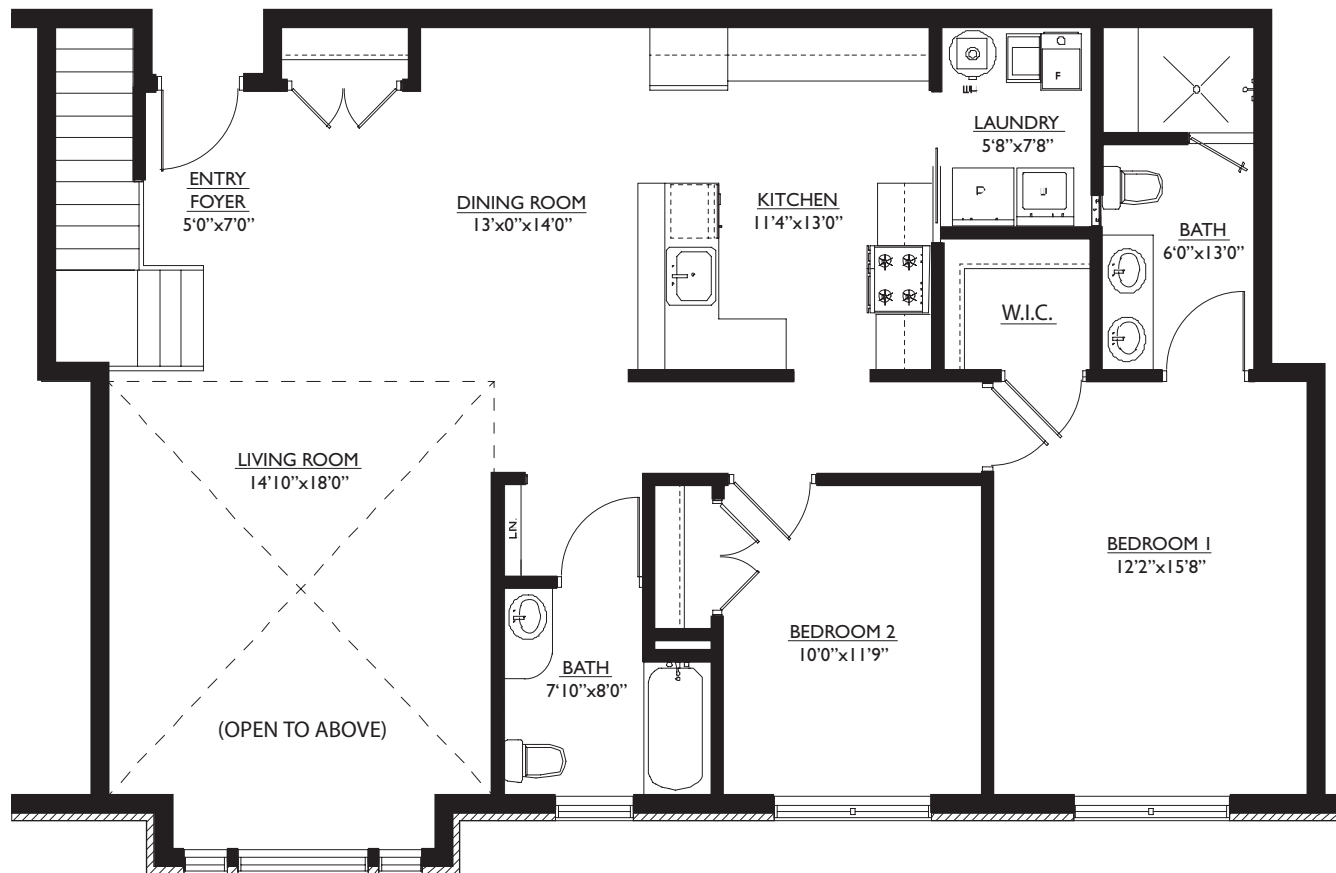 LAUNDRY
5'8"x7'8"
ENTRY
FOYER
5'0"x7'0"
DINING ROOM
13'x0"x14'0"
KITCHEN
11'4"x13'0"
BATH
6'0"x13'0"
W.I.C.
LIVING ROOM
14'10"x18'0"
(OPEN TO ABOVE)
LN.
BATH
7'10"x8'0"
BEDROOM 2
10'0"x11'9"
BEDROOM 1
12'2"x15'8"
F